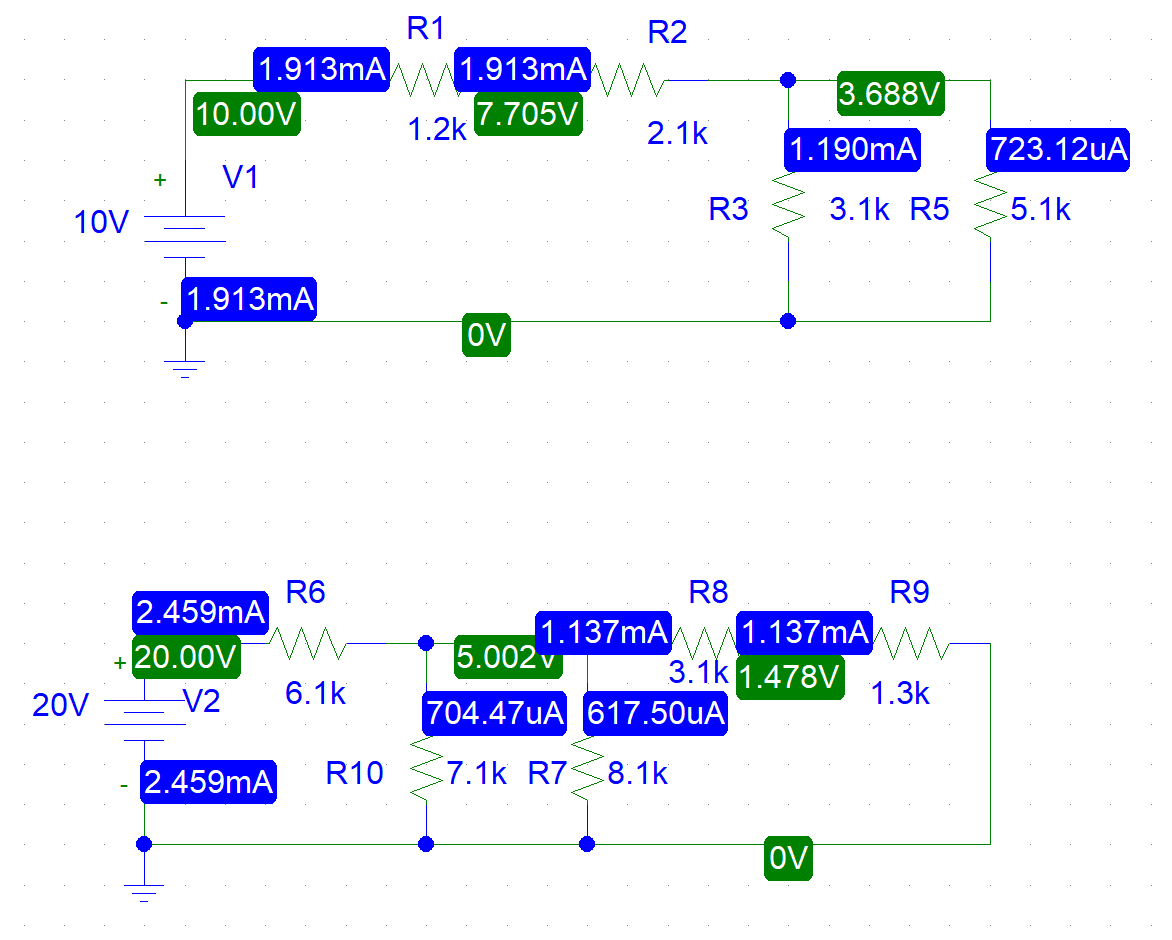 R1
R2
1.913mA
1.913mA
3.688V
10.00V
7.705V
1.2k
2.1k
1.190mA
723.12uA
+
V1
10V
R3
3.1k
R5
5.1k
-
1.913mA
0V
R6
R8
R9
2.459mA
1.137mA
1.137mA
+
20.00V
5.002V
3.1k
1.478V
6.1k
1.3k
20V
V2
704.47uA
617.50uA
R10
7.1k
R7
8.1k
-
2.459mA
0V